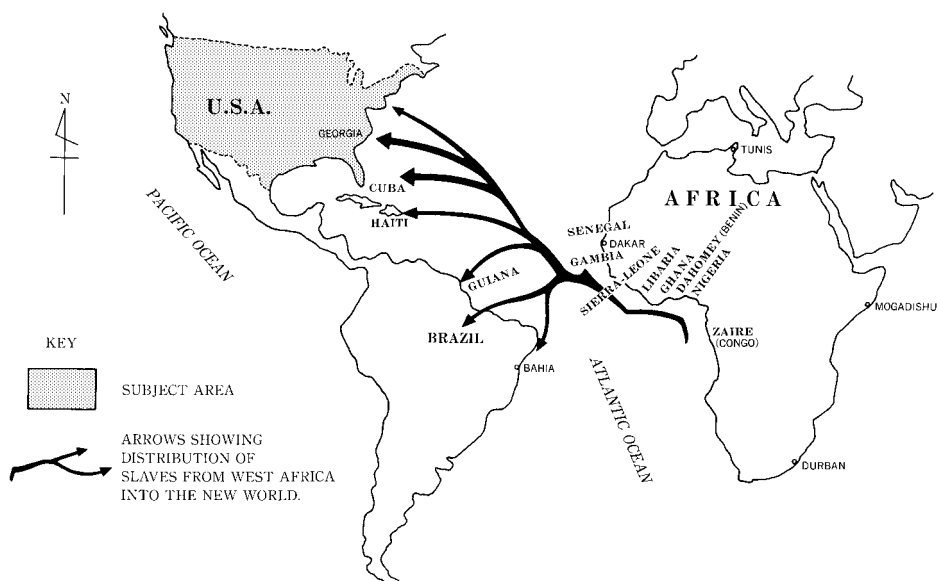 N
U.S.A.
GEORGIA
CUBA
HAITI
PACIFIC OCEAN
GUIANA
BRAZIL
BAHIA
ATLANTIC OCEAN
TUNIS
AFRICA
SENEGAL
DAKAR
GAMBIA
SIERRA-LEONE
LIBARIA
GHANA
DAHOMEY (BENIN)
NIGERIA
ZAIRE
(CONGO)
MOGADISHU
DURBAN
KEY
SUBJECT AREA
ARROWS SHOWING
DISTRIBUTION OF
SLAVES FROM WEST AFRICA
INTO THE NEW WORLD.